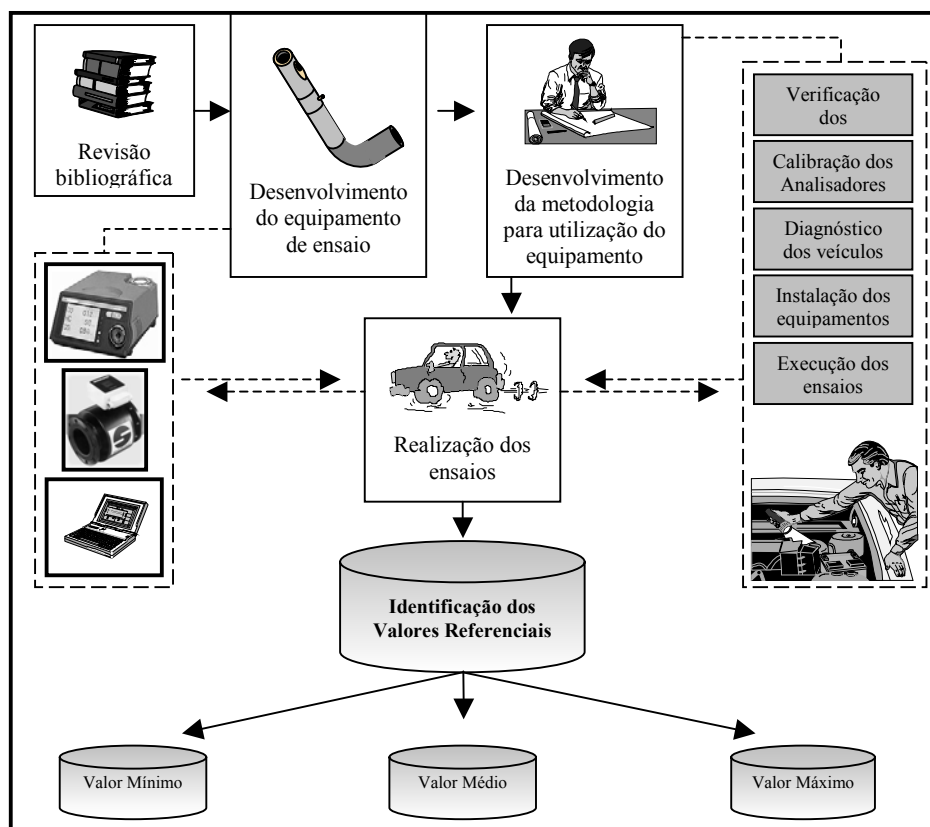 Revisão
bibliográfica
Desenvolvimento
do equipamento
de ensaio
Desenvolvimento
da metodologia
para utilização do
equipamento
Verificação
dos
Calibração dos
Analisadores
Diagnóstico
dos veículos
Instalação dos
equipamentos
Execução dos
ensaios
Realização dos
ensaios
Identificação dos
Valores Referenciais
Valor Mínimo
Valor Médio
Valor Máximo